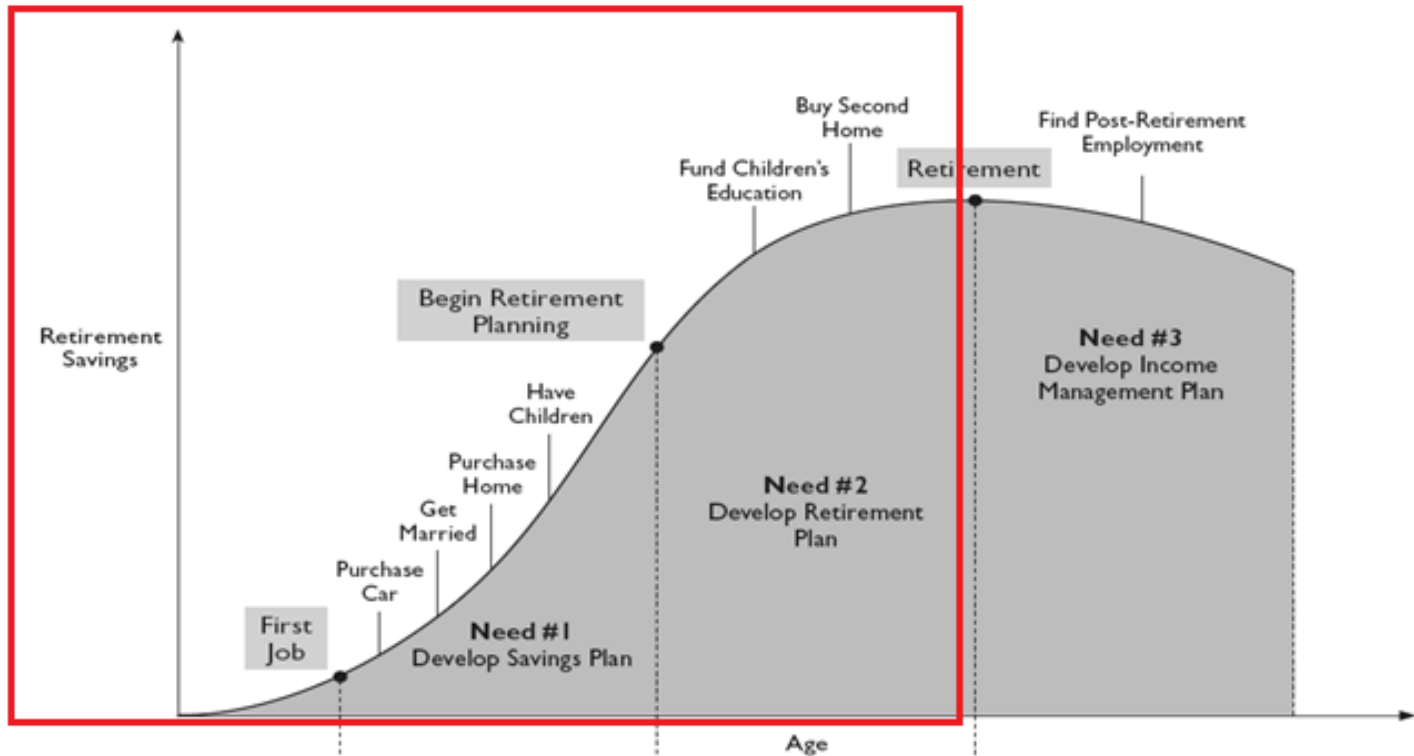 Buy Second
Home
Find Post-Retirement
Employment
Fund Children's
Education
Retirement
Begin Retirement
Planning
Retirement
Savings
Need #3
Develop Income
Management Plan
Have
Children
Purchase
Home
Need #2
Develop Retirement
Plan
Get
Married
Purchase
Car
First
Job
Need #1
Develop Savings Plan
Age